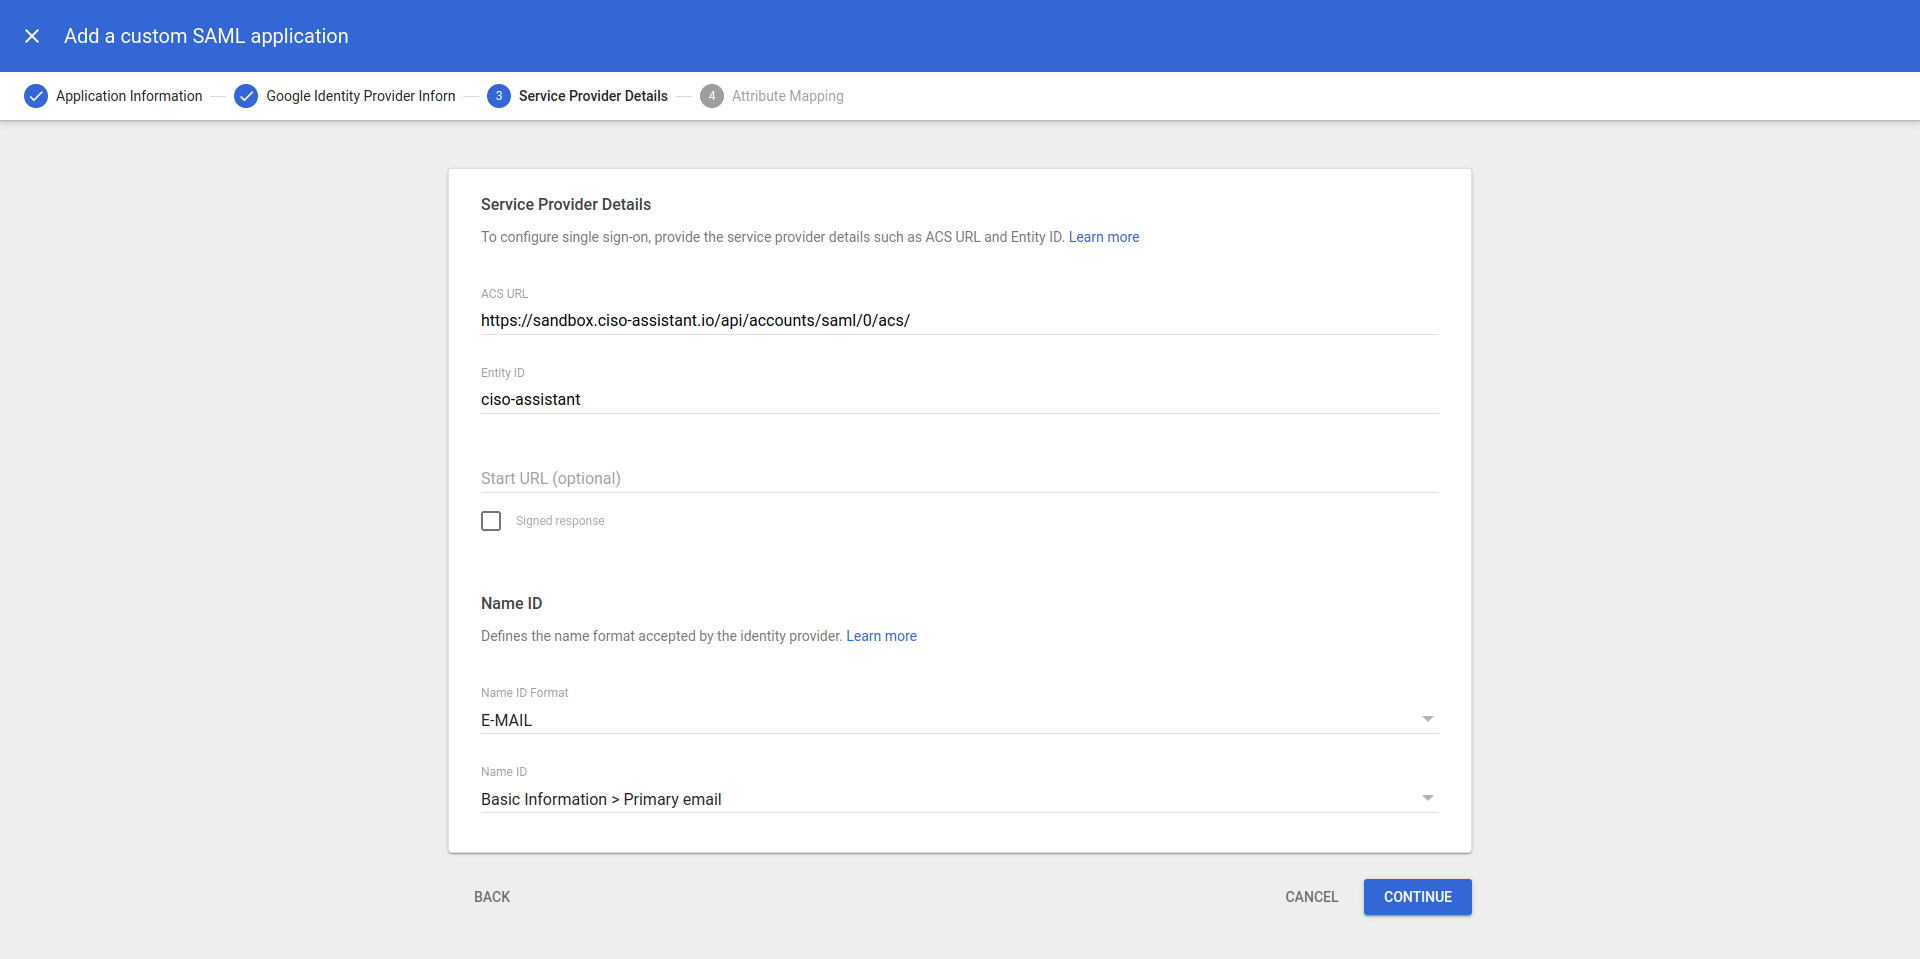 Add a custom SAML application
Application Information
Google Identity Provider Inforn
3 Service Provider Details
4 Attribute Mapping
Service Provider Details
To configure single sign-on, provide the service provider details such as ACS URL and Entity ID. Learn more
ACS URL
https://sandbox.ciso-assistant.io/api/accounts/saml/0/acs/
Entity ID
ciso-assistant
Start URL (optional)
Signed response
Name ID
Defines the name format accepted by the identity provider. Learn more
Name ID Format
E-MAIL
Name ID
Basic Information > Primary email
BACK
CANCEL
CONTINUE